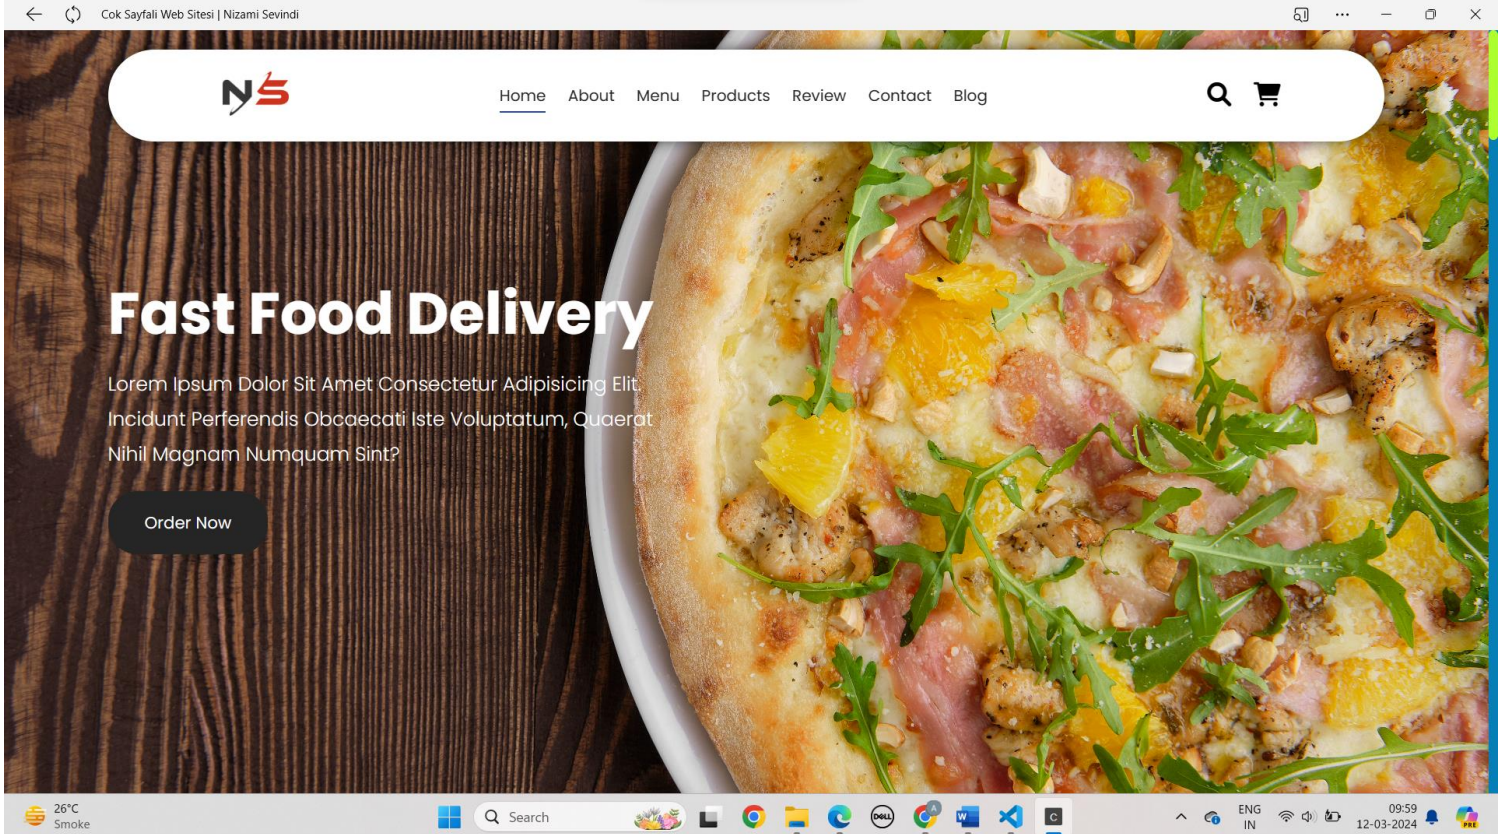 Cok Sayfali Web Sitesi | Nizami Sevindi
NS
Home About Menu Products Review Contact Blog
Fast Food Delivery
Lorem Ipsum Dolor Sit Amet Consectetur Adipisicing Elit.
Incidunt Perferendis Obcaecati Iste Voluptatum, Quaerat
Nihil Magnam Numquam Sint?
Order Now
26°C
Smoke
Search
DELL
A
W
C
ENG
IN
09:59
12-03-2024
PRE